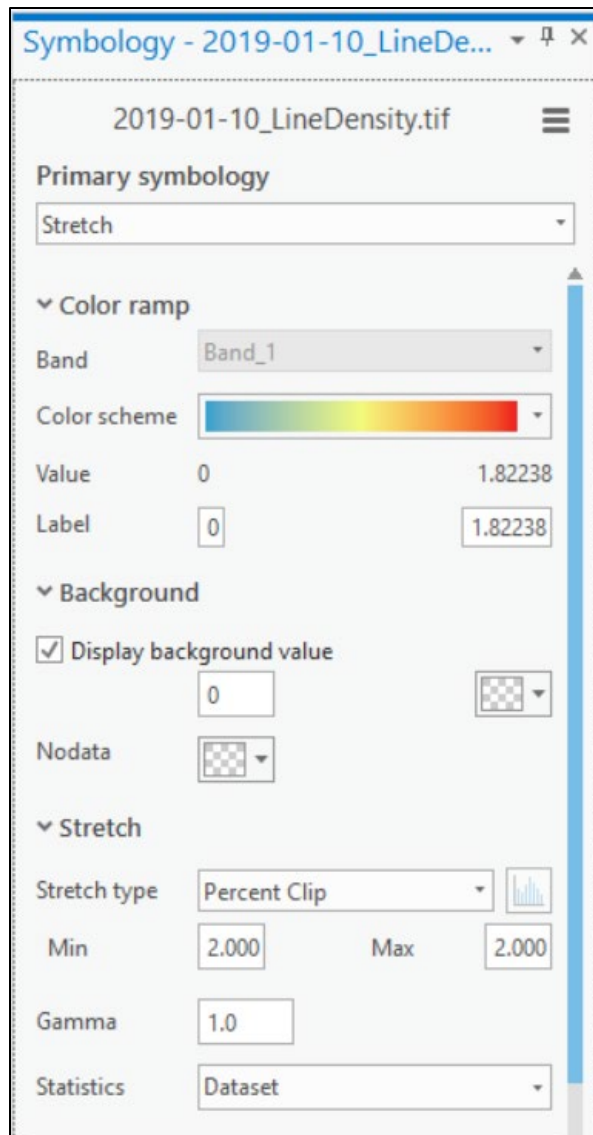 Symbology - 2019-01-10_LineDe...
2019-01-10_LineDensity.tif
Primary symbology
Stretch
Color ramp
Band Band_1
Color scheme
Value 0 1.82238
Label 0 1.82238
Background
Display background value
0
Nodata
Stretch
Stretch type Percent Clip
Min 2.000 Max 2.000
Gamma 1.0
Statistics Dataset